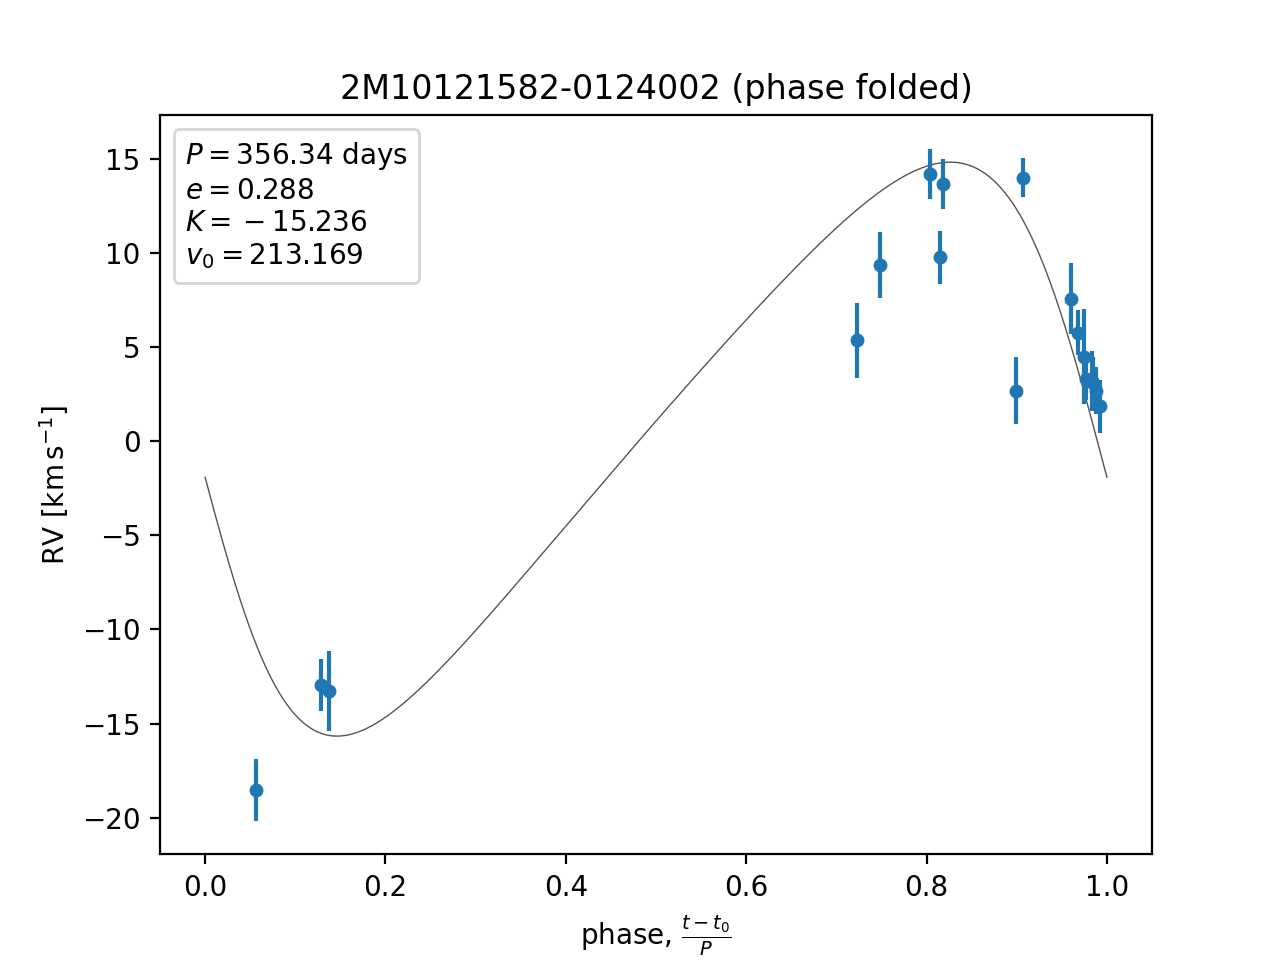 2M10121582-0124002 (phase folded)
P = 356.34 days
e = 0.288
K = −15.236
v₀ = 213.169
15
10
5
0
−5
−10
−15
−20
RV [km s⁻¹]
0.0 0.2 0.4 0.6 0.8 1.0
phase, (t − t₀)/P